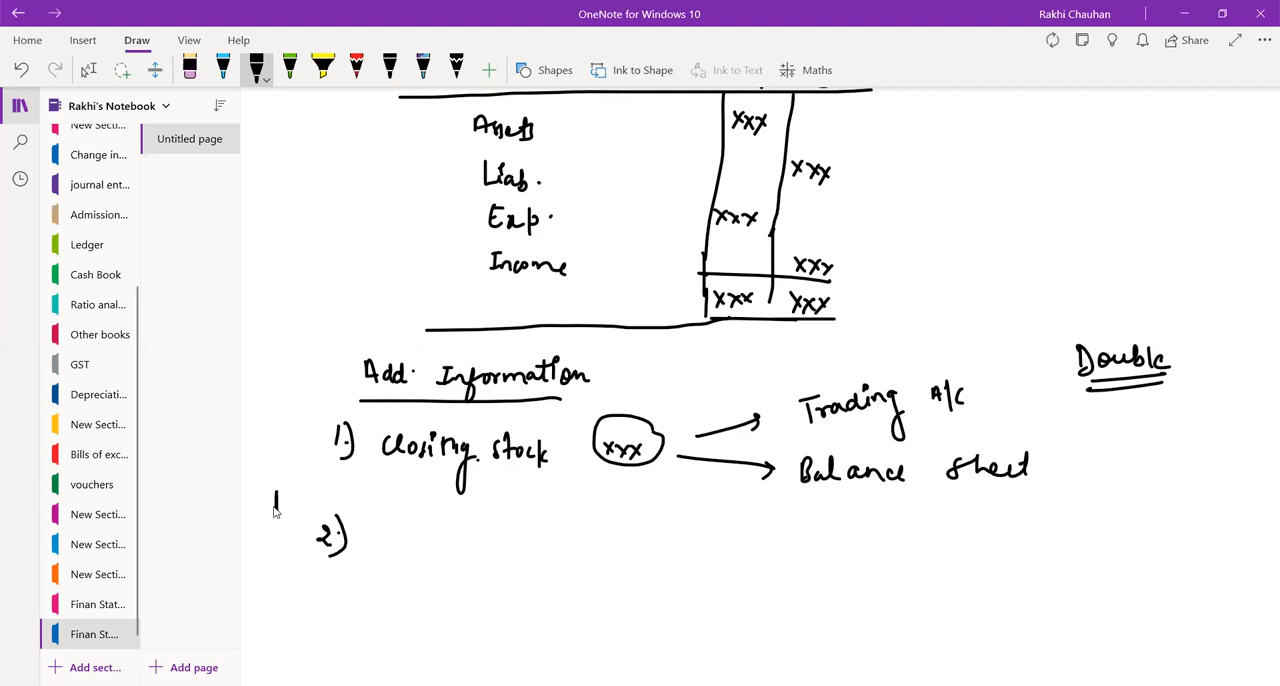 OneNote for Windows 10
Rakhi Chauhan
Home Insert Draw View Help
Share
Shapes Ink to Shape Ink to Text Maths
Rakhi's Notebook
Untitled page
New Secti...
Change in...
journal ent...
Admission...
Ledger
Cash Book
Ratio anal...
Other books
GST
Depreciati...
New Secti...
Bills of exc...
vouchers
New Secti...
New Secti...
New Secti...
Finan Stat...
Finan St....
Add sect...
Add page
Assets xxx
Liab. xxx
Exp. xxx
Income xxx
xxx xxx
Add. Information
Double
1.) Closing stock xxx Trading A/C
Balance Sheet
2.)